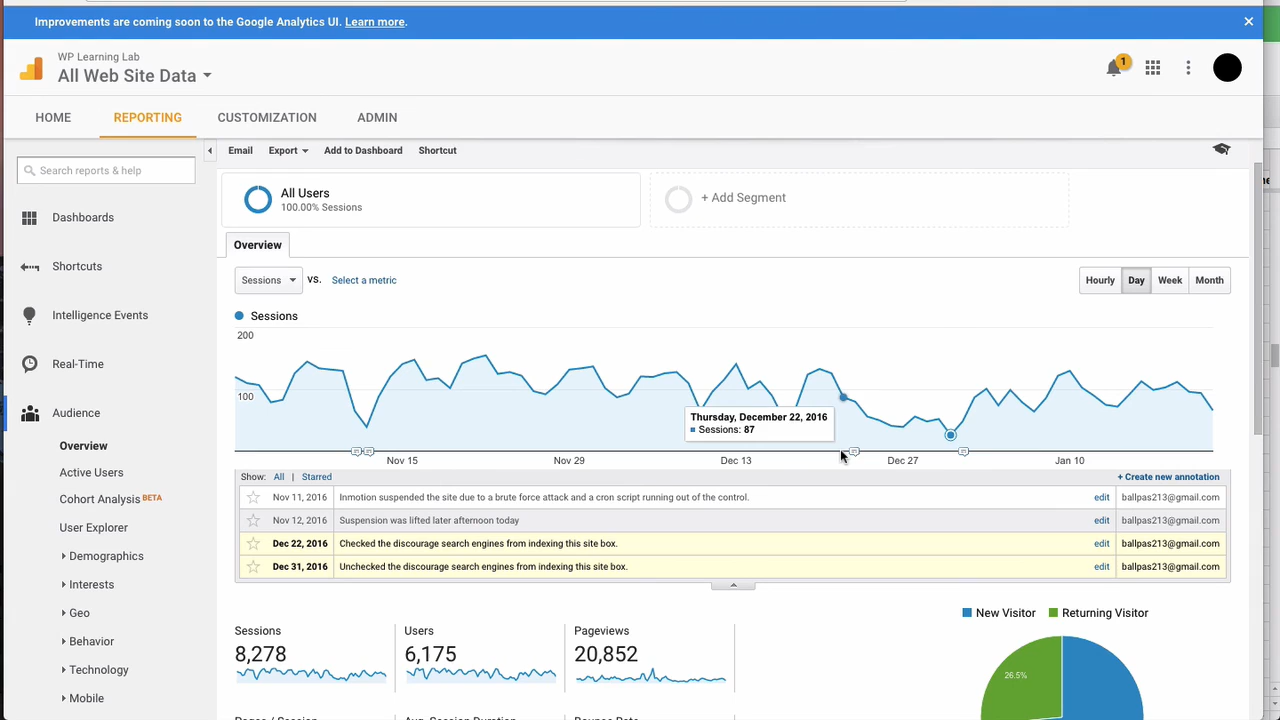 Improvements are coming soon to the Google Analytics UI. Learn more.
WP Learning Lab
All Web Site Data
1
HOME REPORTING CUSTOMIZATION ADMIN
Email Export Add to Dashboard Shortcut
Search reports & help
All Users
100.00% Sessions
+ Add Segment
Dashboards
Shortcuts
Intelligence Events
Real-Time
Audience
Overview
Active Users
Cohort Analysis BETA
User Explorer
Demographics
Interests
Geo
Behavior
Technology
Mobile
Overview
Sessions VS. Select a metric
Hourly Day Week Month
Sessions
200
100
Thursday, December 22, 2016
Sessions: 87
Nov 15 Nov 29 Dec 13 Dec 27 Jan 10
Show: All | Starred + Create new annotation
Nov 11, 2016 Inmotion suspended the site due to a brute force attack and a cron script running out of the control. edit ballpas213@gmail.com
Nov 12, 2016 Suspension was lifted later afternoon today edit ballpas213@gmail.com
Dec 22, 2016 Checked the discourage search engines from indexing this site box. edit ballpas213@gmail.com
Dec 31, 2016 Unchecked the discourage search engines from indexing this site box. edit ballpas213@gmail.com
New Visitor Returning Visitor
Sessions Users Pageviews
8,278 6,175 20,852
26.5%